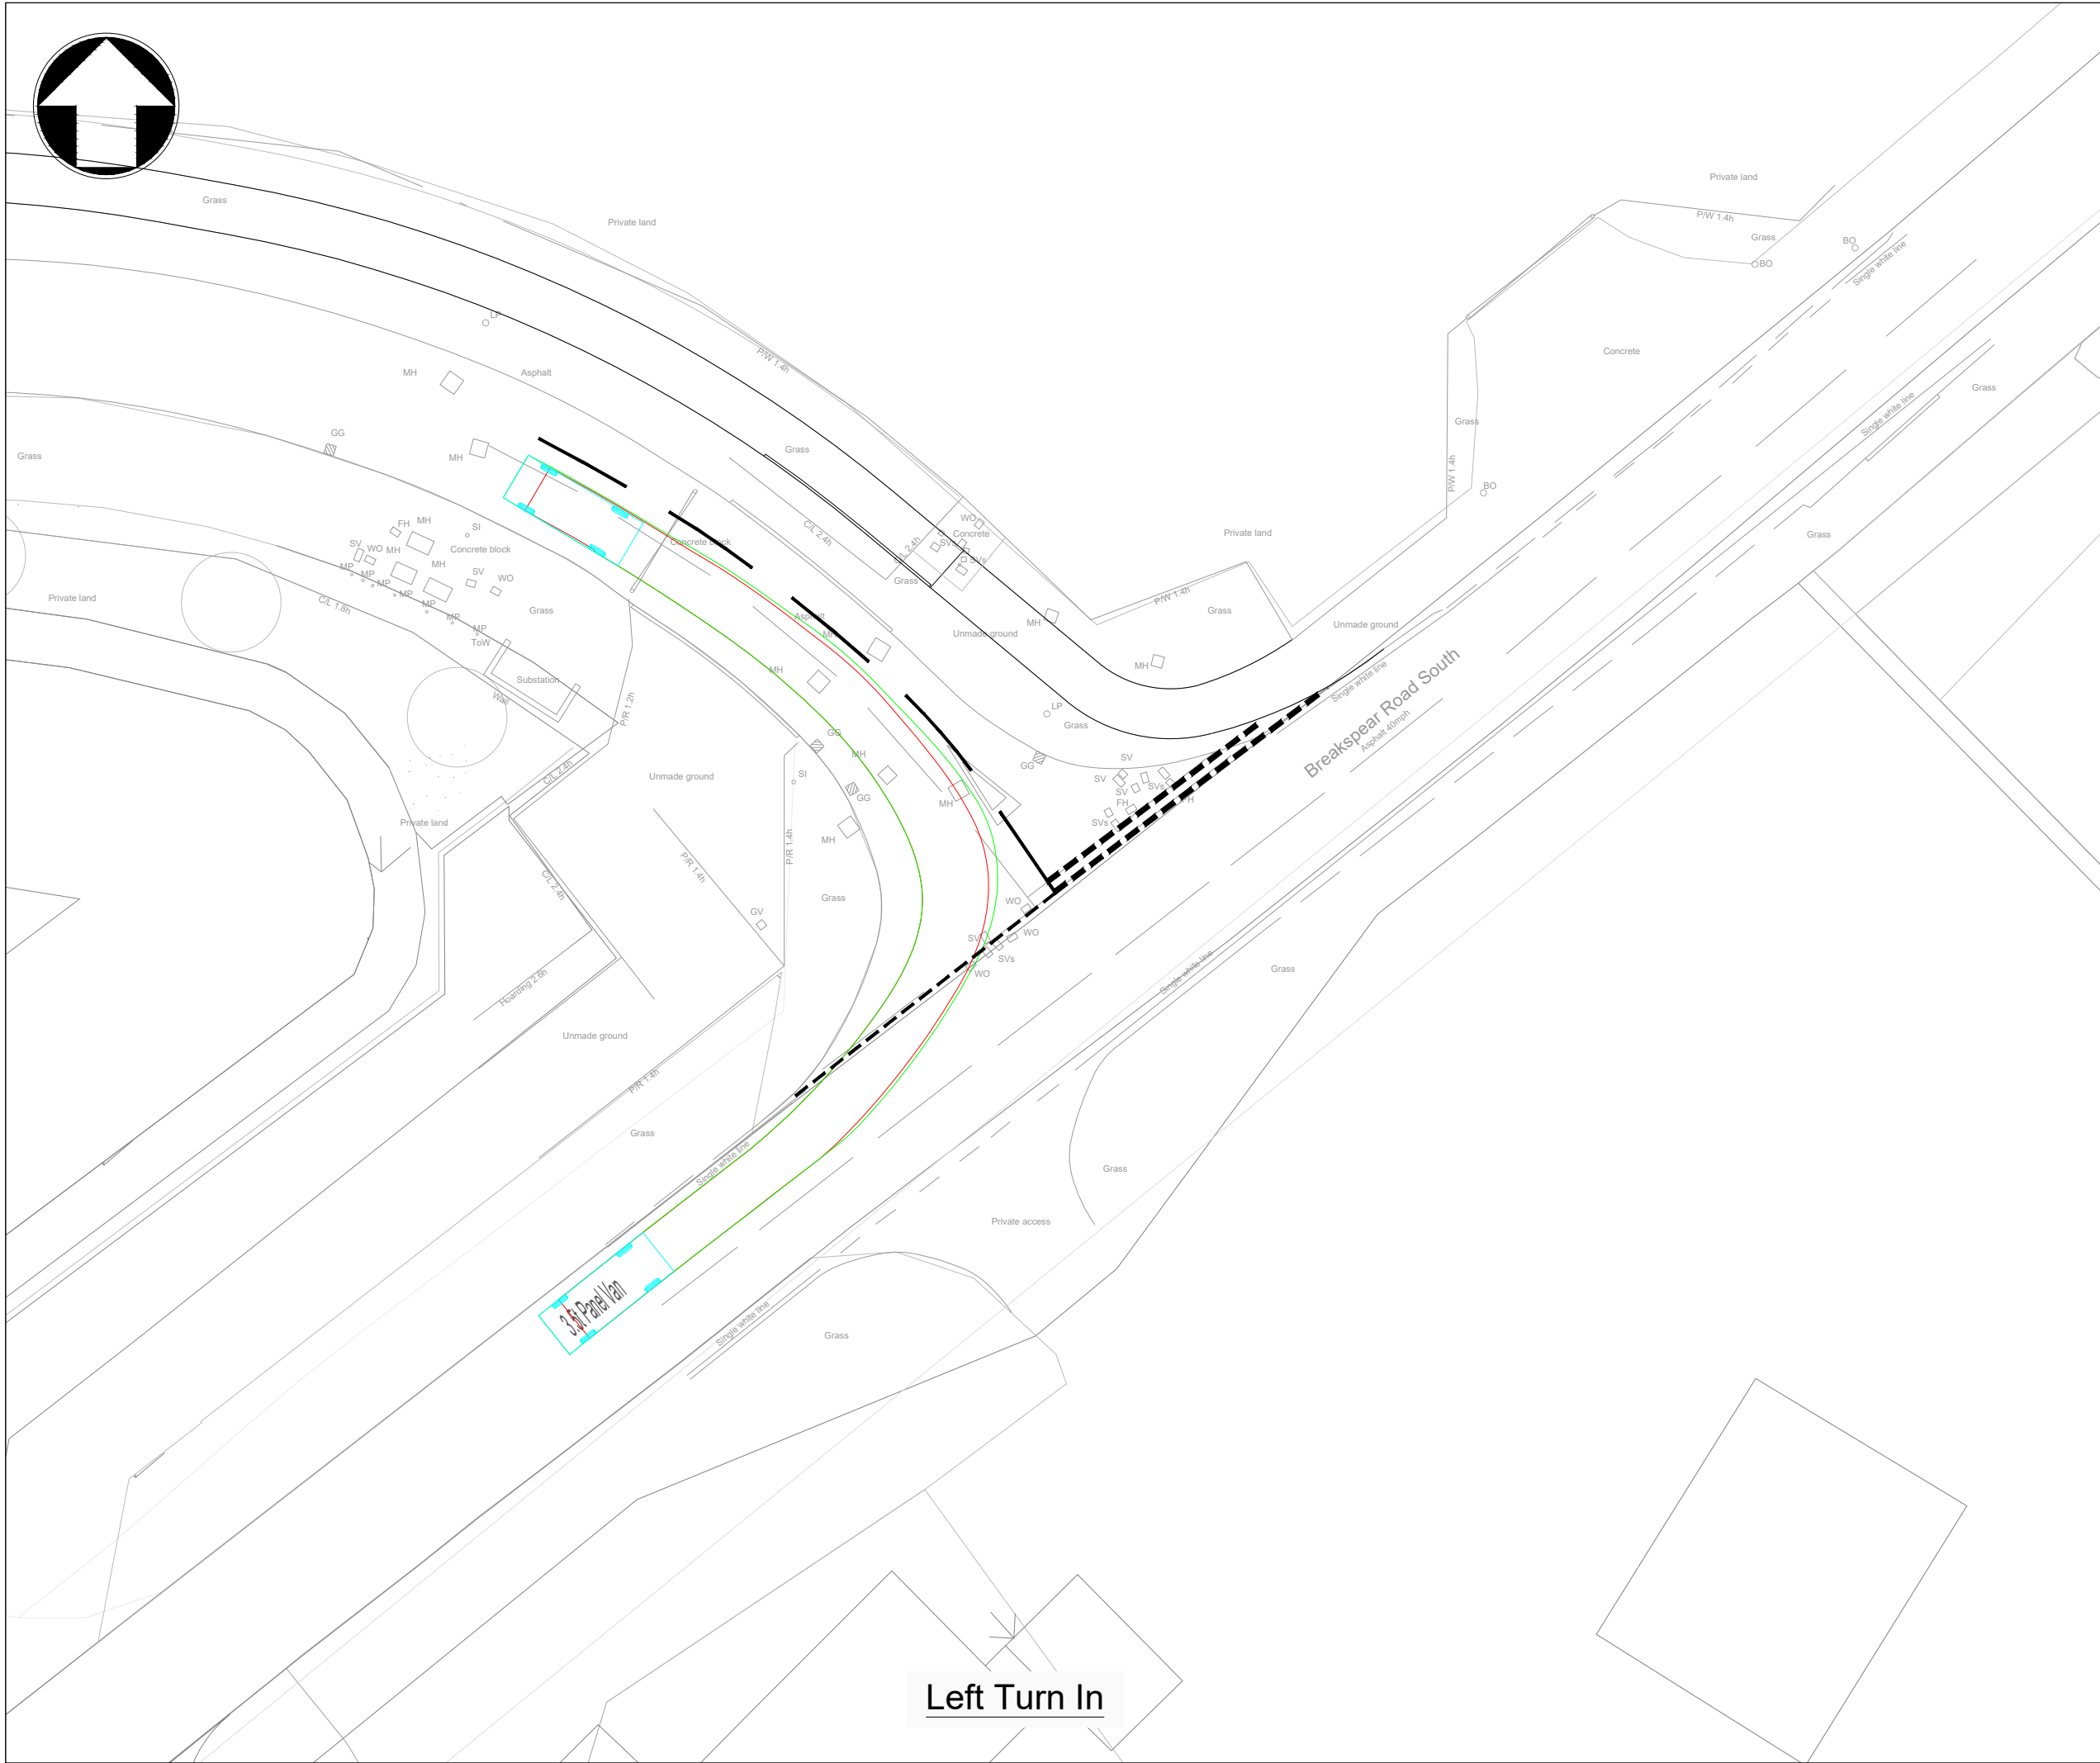 Private land
P/W 1.4h
Grass
Private land
Grass
BO
BO
Single white line
LP
Concrete
P/W 1.4h
MH
Asphalt
Grass
Single white line
Grass
GG
Grass
Grass
MH
P/W 1.4h
BO
WO
FH
MH
SI
C/L 2.4h
Concrete
Private land
Grass
SV
WO
MH
Concrete block
Concrete block
C/L 2.4h
SVs
SVs
MP
MP
MP
MH
SV
WO
Grass
MP
Private land
C/L 1.8h
MP
MP
MP
ToW
Grass
Asphalt
MH
P/W 1.4h
Grass
MH
Unmade ground
Unmade ground
MH
MH
Substation
Wall
P/R 1.2h
Single white line
Breakspear Road South
Asphalt 40mph
LP
Grass
GG
MH
SV
GG
C/L 2.4h
Unmade ground
SI
SV
SV
SVs
GG
MH
FH
FH
SVs
Private land
MH
P/R 1.4h
P/R 1.4h
C/L 2.4h
Grass
WO
GV
SV
WO
SVs
WO
Single white line
Grass
Hoarding 2.6h
Unmade ground
P/R 1.4h
Grass
Single white line
Grass
Private access
3.5t Panel Van
Single white line
Grass
Left Turn In